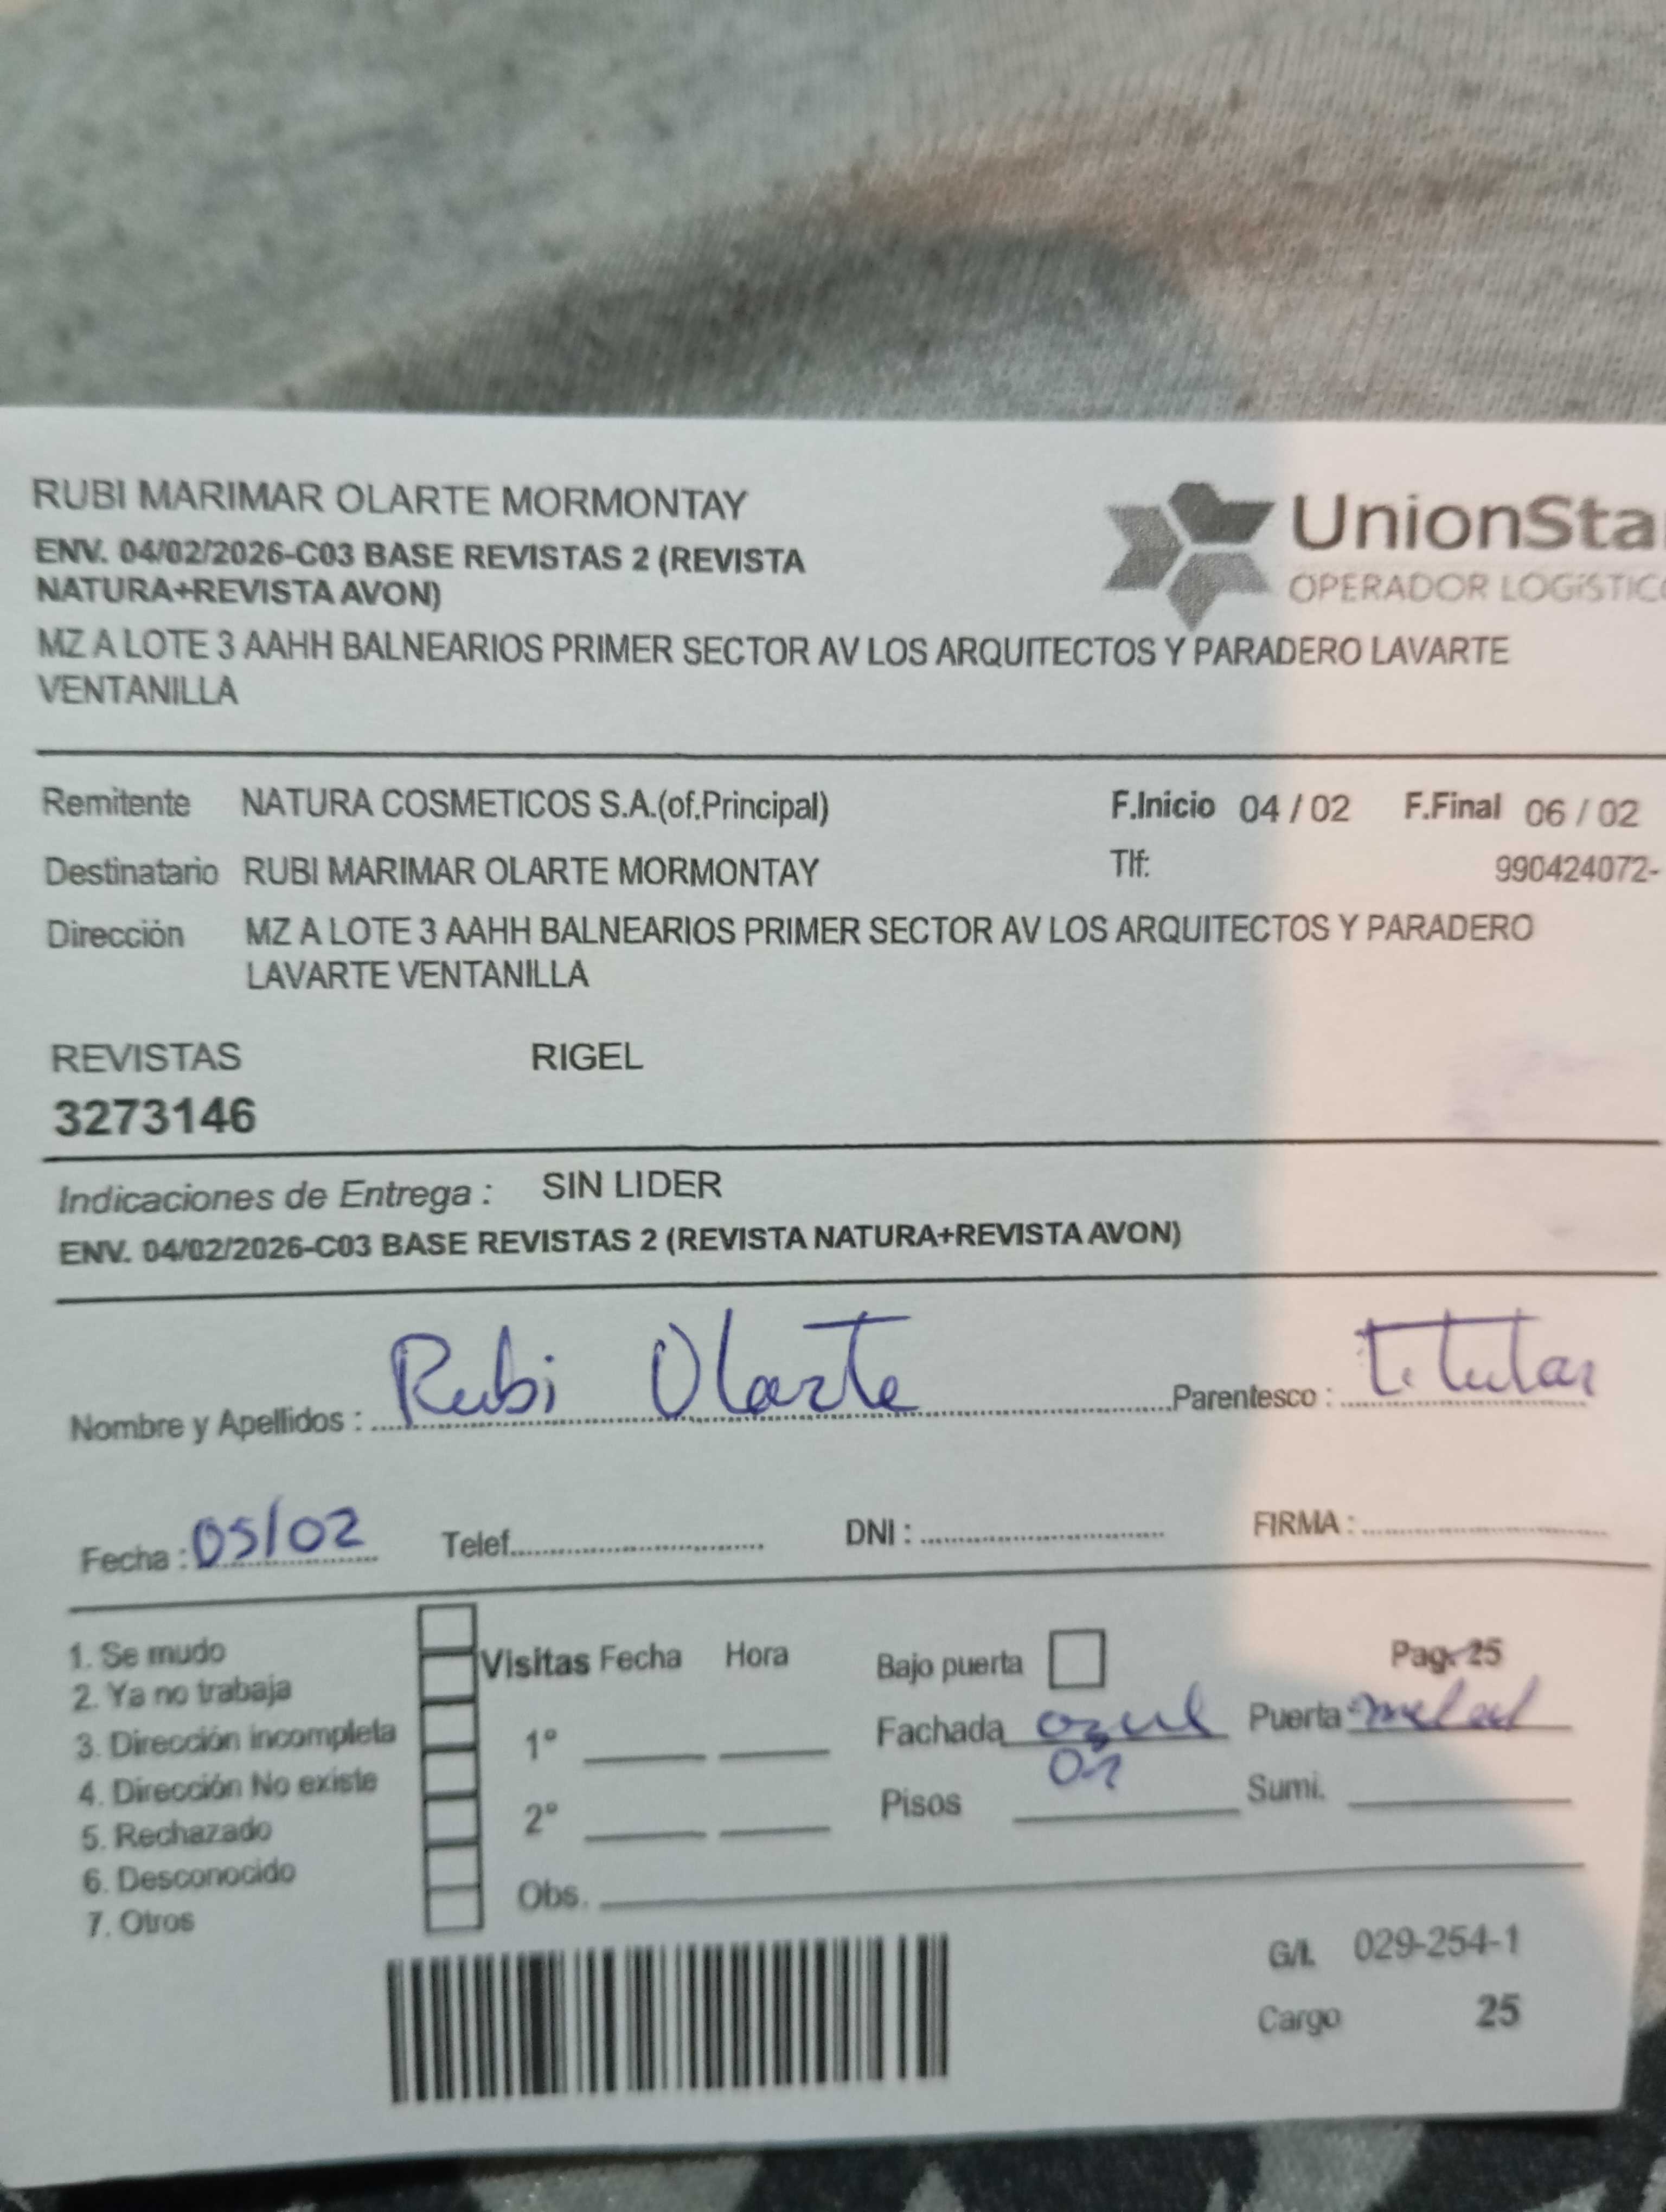 RUBI MARIMAR OLARTE MORMONTAY
ENV. 04/02/2026-C03 BASE REVISTAS 2 (REVISTA
NATURA+REVISTA AVON)
UnionSta
OPERADOR LOGÍSTIC
MZ A LOTE 3 AAHH BALNEARIOS PRIMER SECTOR AV LOS ARQUITECTOS Y PARADERO LAVARTE
VENTANILLA
Remitente NATURA COSMETICOS S.A.(of.Principal) F.Inicio 04 / 02 F.Final 06 / 02
Destinatario RUBI MARIMAR OLARTE MORMONTAY Tlf: 990424072-
Dirección MZ A LOTE 3 AAHH BALNEARIOS PRIMER SECTOR AV LOS ARQUITECTOS Y PARADERO
LAVARTE VENTANILLA
REVISTAS RIGEL
3273146
Indicaciones de Entrega : SIN LIDER
ENV. 04/02/2026-C03 BASE REVISTAS 2 (REVISTA NATURA+REVISTA AVON)
Nombre y Apellidos : Rubi Olarte Parentesco : titular
Fecha : 05/02 Telef. DNI : FIRMA :
1. Se mudo
2. Ya no trabaja
3. Dirección incompleta
4. Dirección No existe
5. Rechazado
6. Desconocido
7. Otros
Visitas Fecha Hora
1°
2°
Obs.
Bajo puerta Pag. 25
Fachada azul Puerta metal
Pisos 02 Sumi.
G/L 029-254-1
Cargo 25